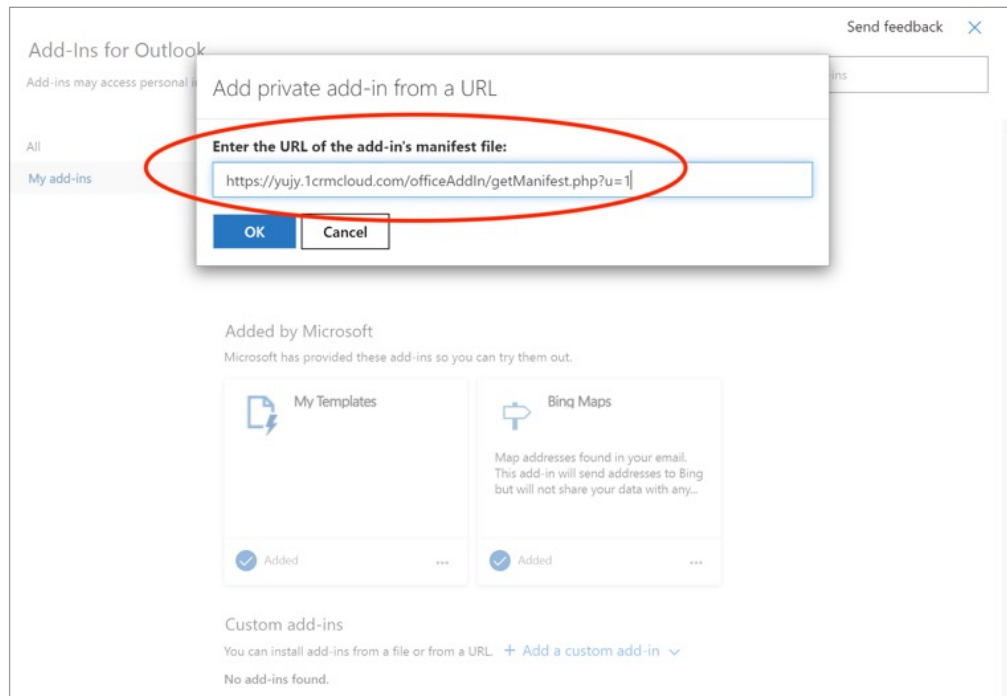 Send feedback
Add-Ins for Outlook
Add-ins may access personal i
ins
Add private add-in from a URL
All
My add-ins
Enter the URL of the add-in's manifest file:
https://yujy.1crmcloud.com/officeAddIn/getManifest.php?u=1
OK
Cancel
Added by Microsoft
Microsoft has provided these add-ins so you can try them out.
My Templates
Bing Maps
Map addresses found in your email.
This add-in will send addresses to Bing
but will not share your data with any...
Added
Added
Custom add-ins
You can install add-ins from a file or from a URL. + Add a custom add-in
No add-ins found.